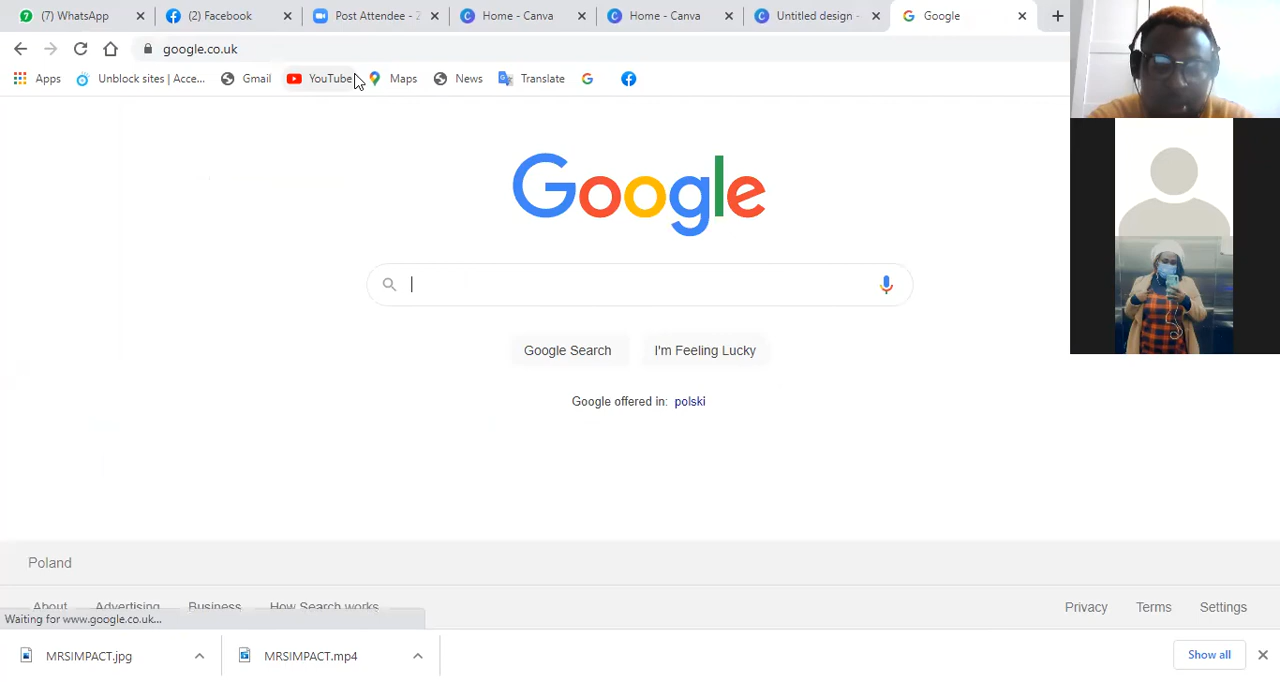 (7) WhatsApp
(2) Facebook
Post Attendee - 2
Home - Canva
Home - Canva
Untitled design -
Google
google.co.uk
Apps
Unblock sites | Acce...
Gmail
YouTube
Maps
News
Translate
Google
Google Search
I'm Feeling Lucky
Google offered in: polski
Poland
About
Advertising
Business
How Search works
Privacy
Terms
Settings
Waiting for www.google.co.uk...
MRSIMPACT.jpg
MRSIMPACT.mp4
Show all